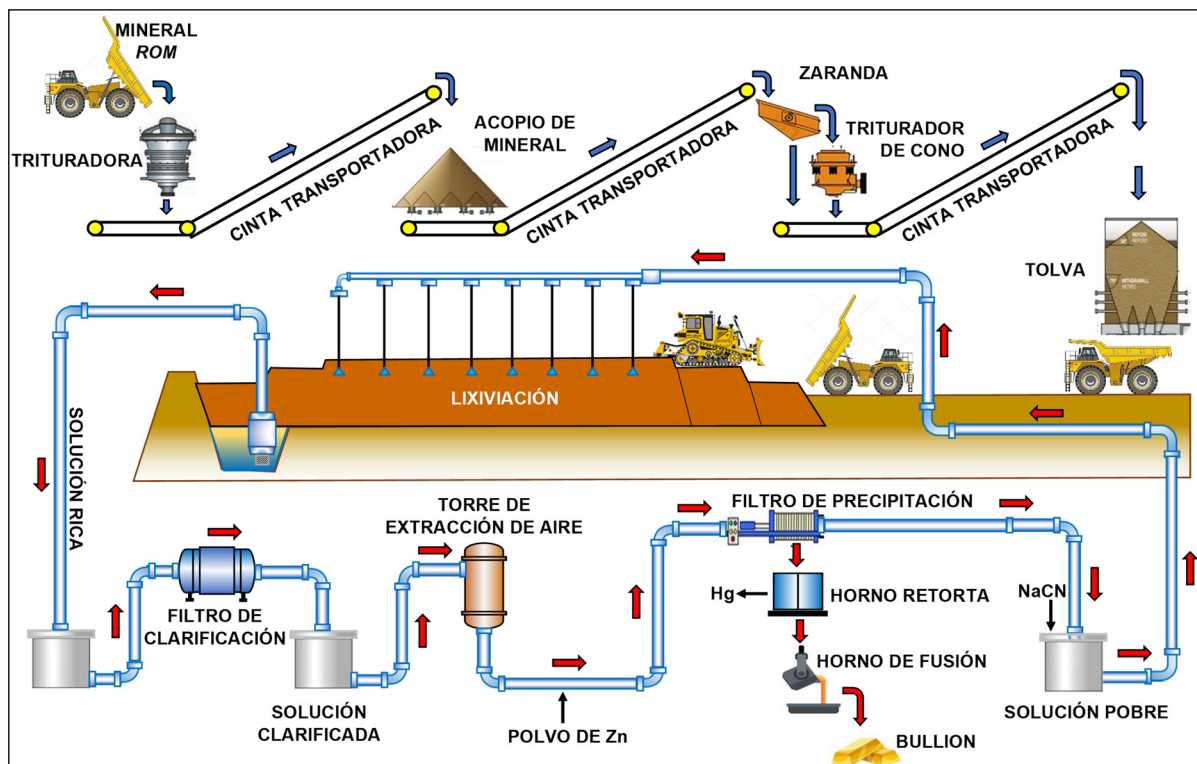 MINERAL
ROM
TRITURADORA
CINTA TRANSPORTADORA
ACOPIO DE
MINERAL
CINTA TRANSPORTADORA
ZARANDA
TRITURADOR
DE CONO
CINTA TRANSPORTADORA
TOLVA
LIXIVIACIÓN
SOLUCIÓN RICA
FILTRO DE
CLARIFICACIÓN
SOLUCIÓN
CLARIFICADA
TORRE DE
EXTRACCIÓN DE AIRE
POLVO DE Zn
FILTRO DE PRECIPITACIÓN
Hg
HORNO RETORTA
HORNO DE FUSIÓN
BULLION
NaCN
SOLUCIÓN POBRE